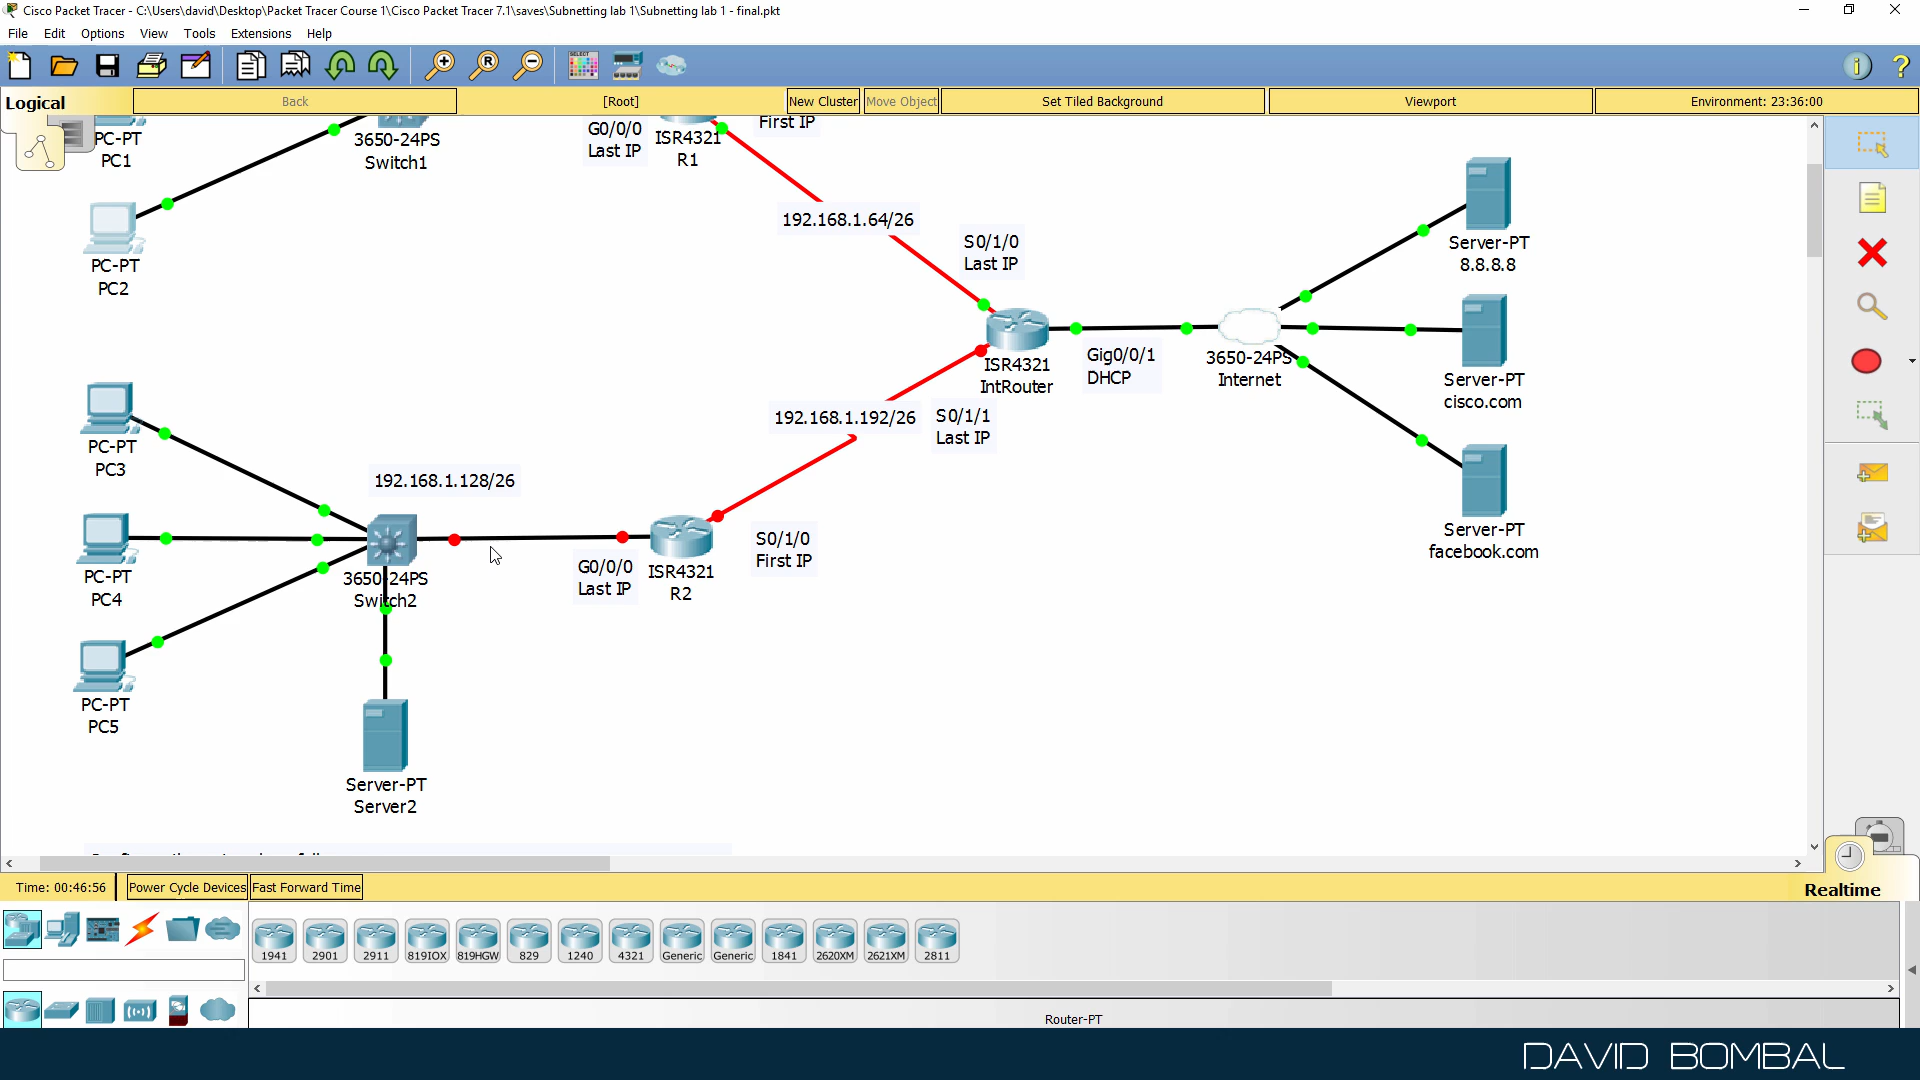 Cisco Packet Tracer - C:\Users\david\Desktop\Packet Tracer Course 1\Cisco Packet Tracer 7.1\saves\Subnetting lab 1\Subnetting lab 1 - final.pkt
File Edit Options View Tools Extensions Help
Logical Back [Root] New Cluster Move Object Set Tiled Background Viewport Environment: 23:36:00
PC-PT
PC1
3650-24PS
Switch1
G0/0/0
Last IP
ISR4321
R1
First IP
PC-PT
PC2
192.168.1.64/26
S0/1/0
Last IP
ISR4321
IntRouter
Gig0/0/1
DHCP
3650-24PS
Internet
Server-PT
8.8.8.8
Server-PT
cisco.com
Server-PT
facebook.com
192.168.1.192/26
S0/1/1
Last IP
PC-PT
PC3
192.168.1.128/26
PC-PT
PC4
3650-24PS
Switch2
G0/0/0
Last IP
ISR4321
R2
S0/1/0
First IP
PC-PT
PC5
Server-PT
Server2
Time: 00:46:56 Power Cycle Devices Fast Forward Time
Realtime
1941 2901 2911 819IOX 819HGW 829 1240 4321 Generic Generic 1841 2620XM 2621XM 2811
Router-PT
DAVID BOMBAL